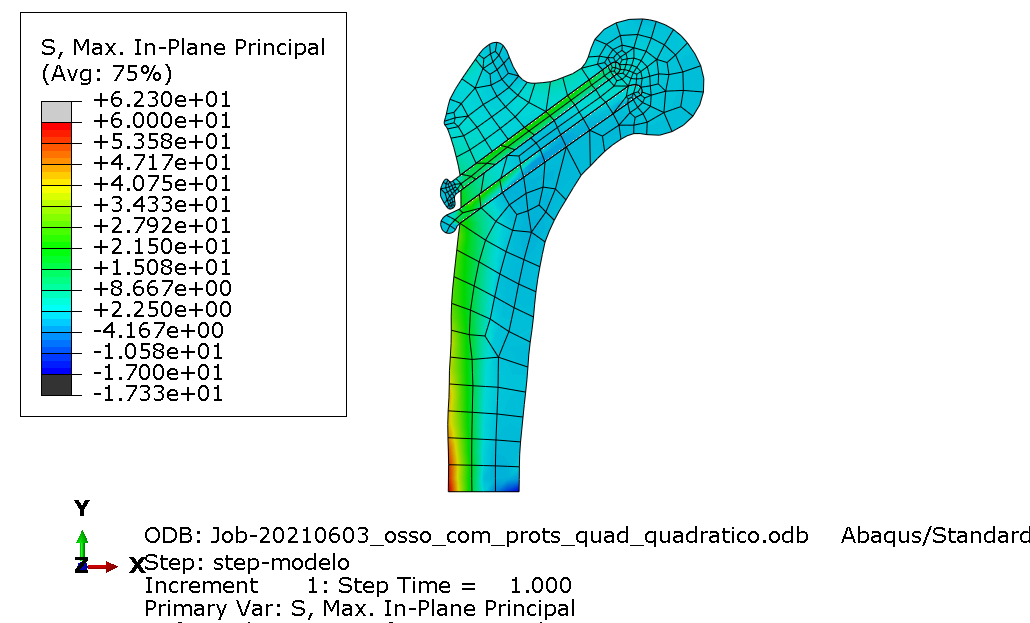 S, Max. In-Plane Principal
(Avg: 75%)
+6.230e+01
+6.000e+01
+5.358e+01
+4.717e+01
+4.075e+01
+3.433e+01
+2.792e+01
+2.150e+01
+1.508e+01
+8.667e+00
+2.250e+00
-4.167e+00
-1.058e+01
-1.700e+01
-1.733e+01
Y
Z X
ODB: Job-20210603_osso_com_prots_quad_quadratico.odb Abaqus/Standard
Step: step-modelo
Increment 1: Step Time = 1.000
Primary Var: S, Max. In-Plane Principal